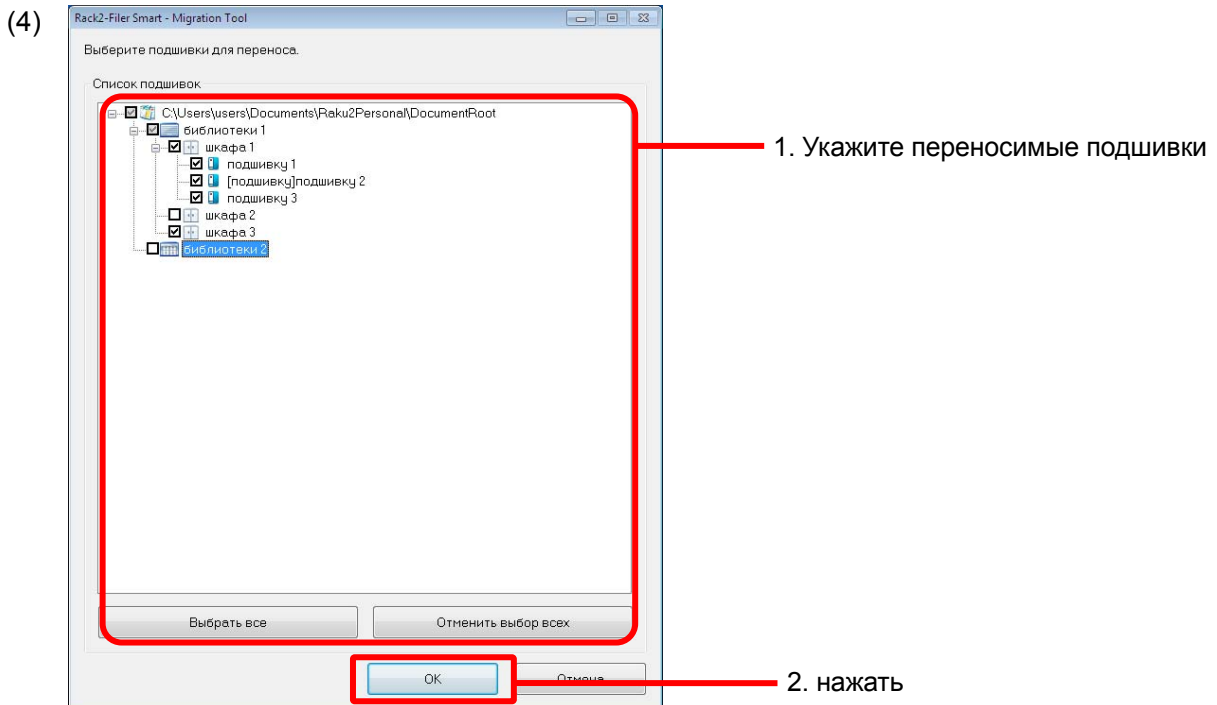 (4)
Rack2-Filer Smart - Migration Tool
Выберите подшивки для переноса.
Список подшивок
C:\Users\users\Documents\Raku2Personal\DocumentRoot
библиотеки 1
шкафа 1
подшивку 1
[подшивку]подшивку 2
подшивку 3
шкафа 2
шкафа 3
библиотеки 2
1. Укажите переносимые подшивки
Выбрать все Отменить выбор всех
OK Отмена
2. нажать